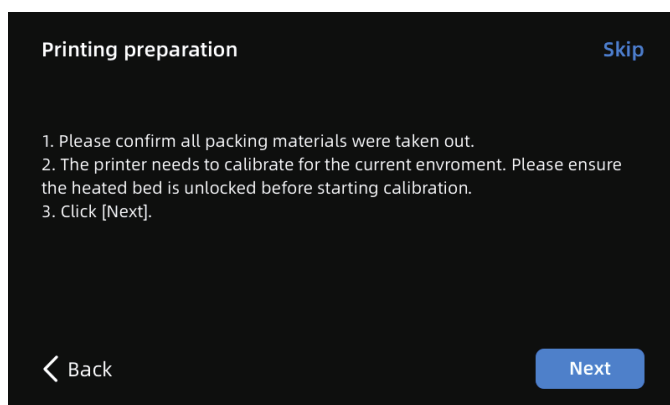 Printing preparation
Skip
1. Please confirm all packing materials were taken out.
2. The printer needs to calibrate for the current enviroment. Please ensure
the heated bed is unlocked before starting calibration.
3. Click [Next].
Back
Next